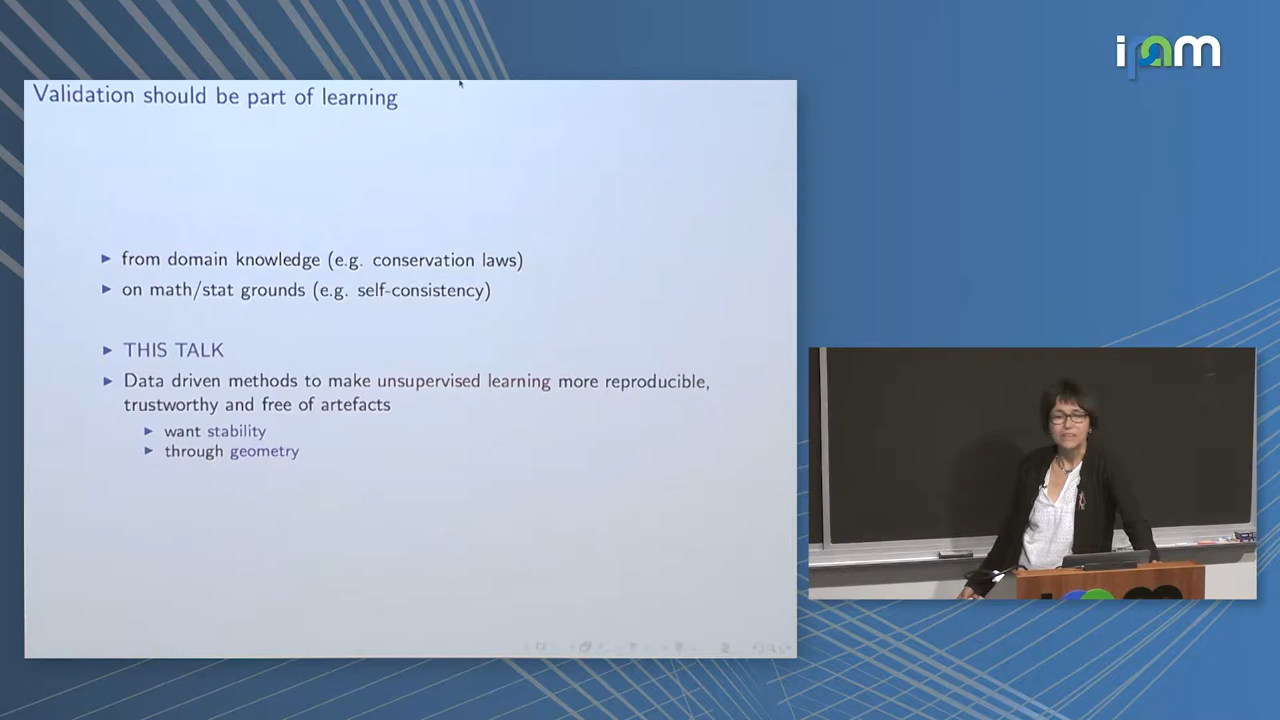 ipam
Validation should be part of learning
from domain knowledge (e.g. conservation laws)
on math/stat grounds (e.g. self-consistency)
THIS TALK
Data driven methods to make unsupervised learning more reproducible,
trustworthy and free of artefacts
want stability
through geometry